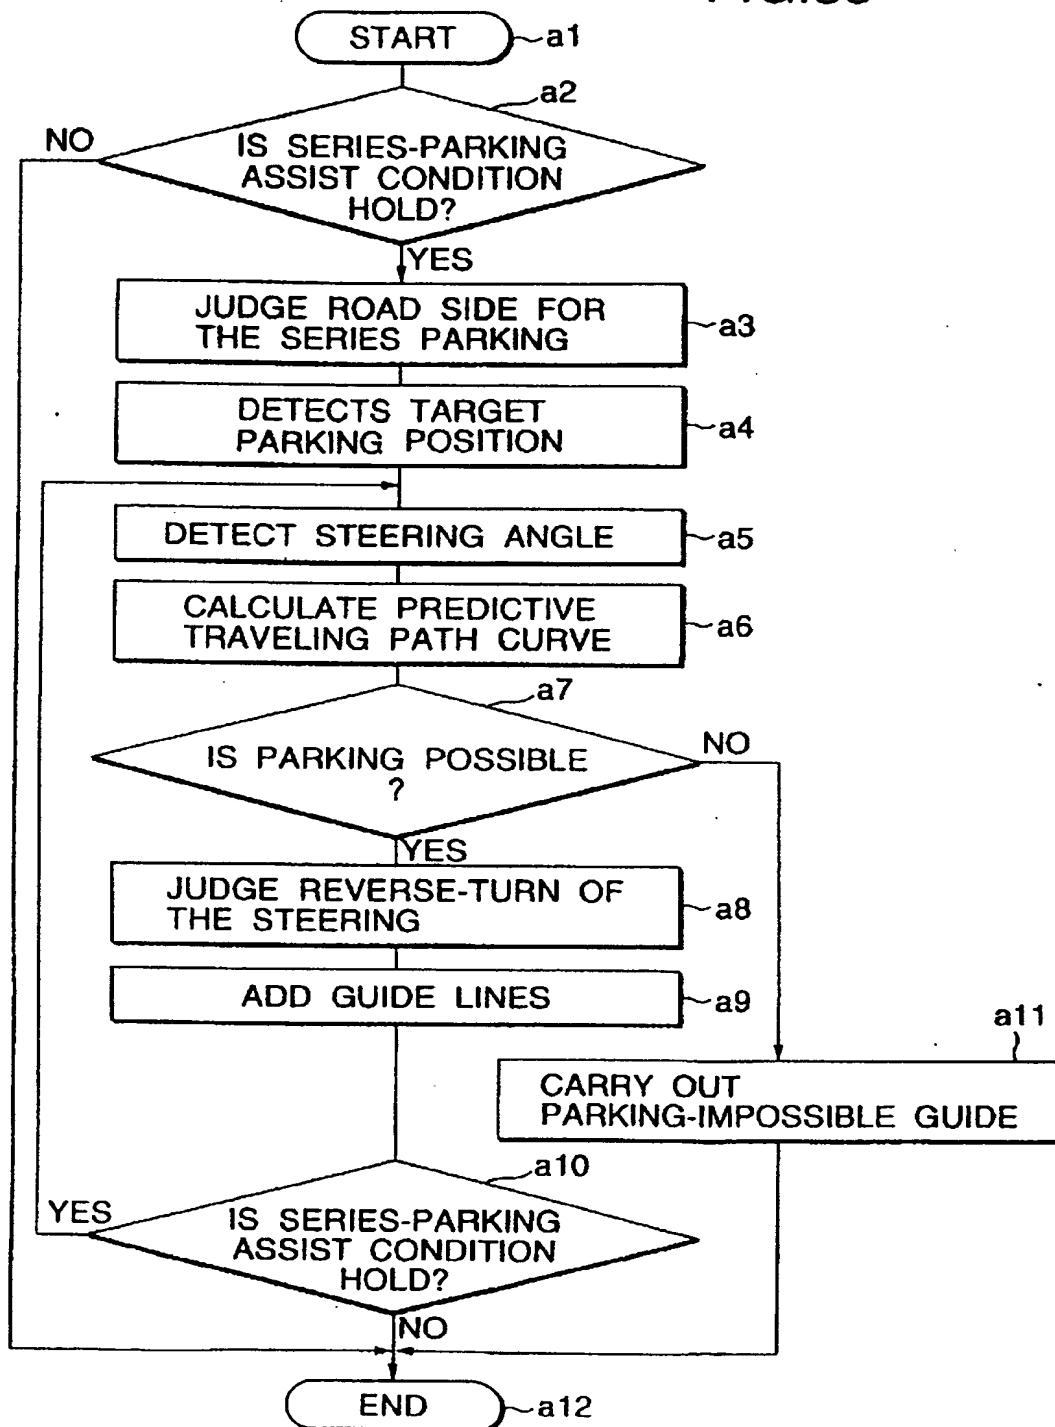 START
a1
a2
NO
IS SERIES-PARKING
ASSIST CONDITION
HOLD?
YES
JUDGE ROAD SIDE FOR
THE SERIES PARKING
a3
DETECTS TARGET
PARKING POSITION
a4
DETECT STEERING ANGLE
a5
CALCULATE PREDICTIVE
TRAVELING PATH CURVE
a6
a7
IS PARKING POSSIBLE
?
NO
YES
JUDGE REVERSE-TURN OF
THE STEERING
a8
ADD GUIDE LINES
a9
a11
CARRY OUT
PARKING-IMPOSSIBLE GUIDE
a10
YES
IS SERIES-PARKING
ASSIST CONDITION
HOLD?
NO
END
a12